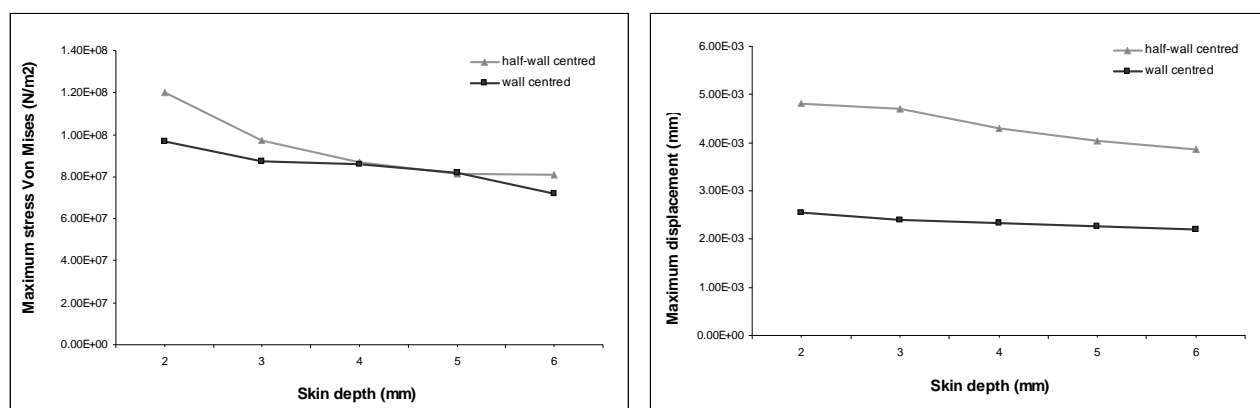 Maximum stress Von Mises (N/m2)
1.40E+08
1.20E+08
1.00E+08
8.00E+07
6.00E+07
4.00E+07
2.00E+07
0.00E+00
half-wall centred
wall centred
2 3 4 5 6
Skin depth (mm)
Maximum displacement (mm)
6.00E-03
5.00E-03
4.00E-03
3.00E-03
2.00E-03
1.00E-03
0.00E+00
half-wall centred
wall centred
2 3 4 5 6
Skin depth (mm)